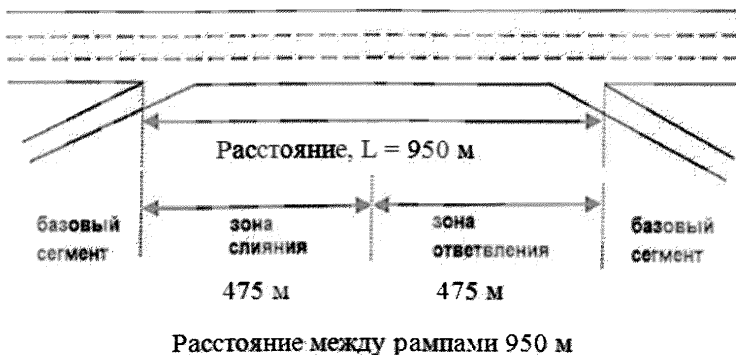 Расстояние, L = 950 м
базовый
сегмент
зона
слияния
зона
ответвления
базовый
сегмент
475 м
475 м
Расстояние между рампами 950 м